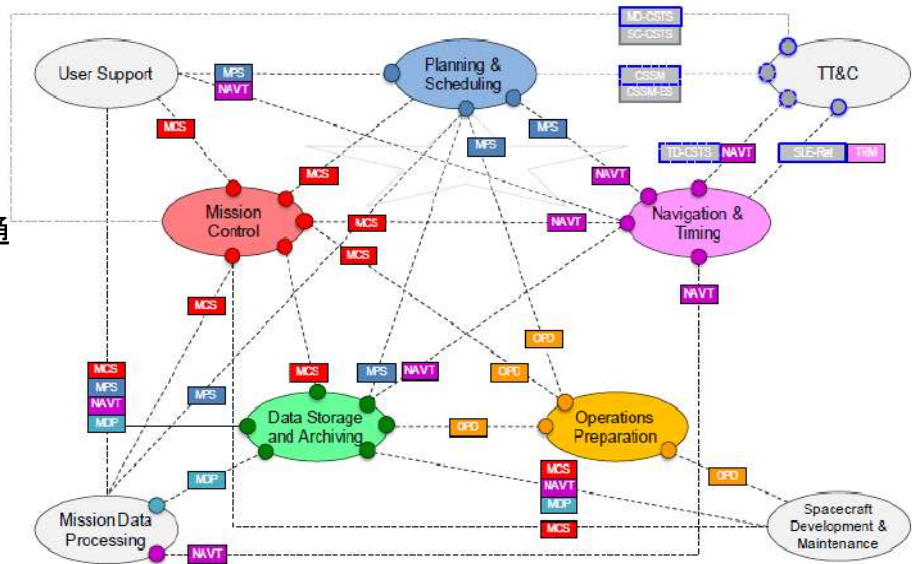 MD-CSTS
SC-CSTS
User Support
MPS
NAVT
Planning &
Scheduling
CSSM
CSSM-ES
TT&C
MCS
MPS
MPS
TD-CSTS NAVT
SLE-Ret TRM
MCS
NAVT
通
Mission
Control
MCS
NAVT
Navigation &
Timing
MCS
NAVT
MCS
OPD
MCS
MPS
NAVT
MDP
MPS
MCS
MPS
NAVT
OPD
Data Storage
and Archiving
OPD
Operations
Preparation
MDP
MCS
NAVT
MDP
OPD
Mission Data
Processing
MCS
Spacecraft
Development &
Maintenance
NAVT